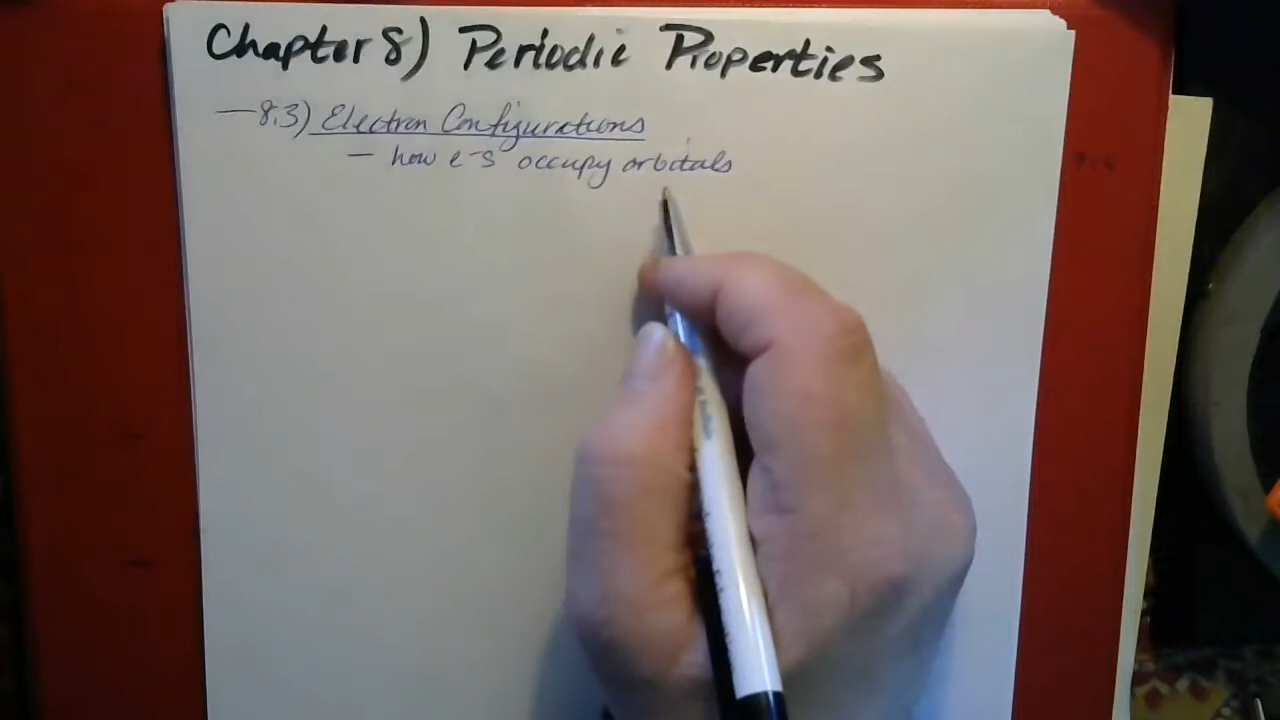 Chapter 8) Periodic Properties
—8.3) Electron Configurations
— how e-s occupy orbitals